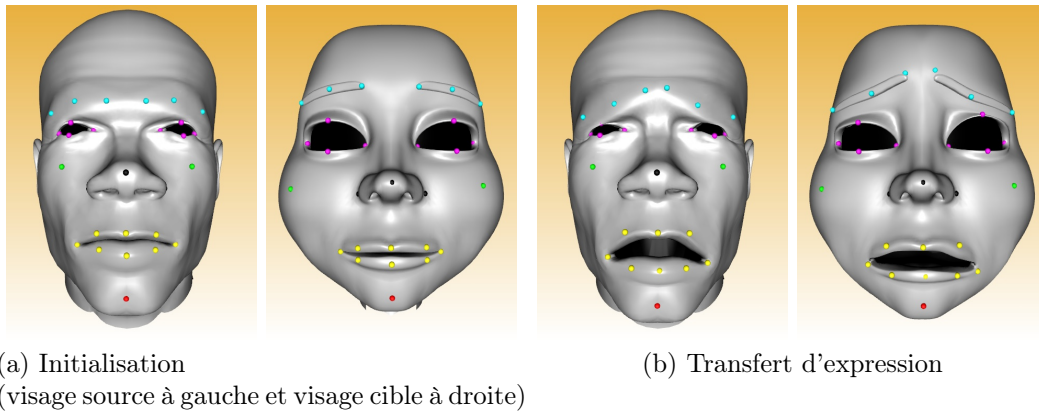 (a) Initialisation
(visage source à gauche et visage cible à droite)
(b) Transfert d'expression